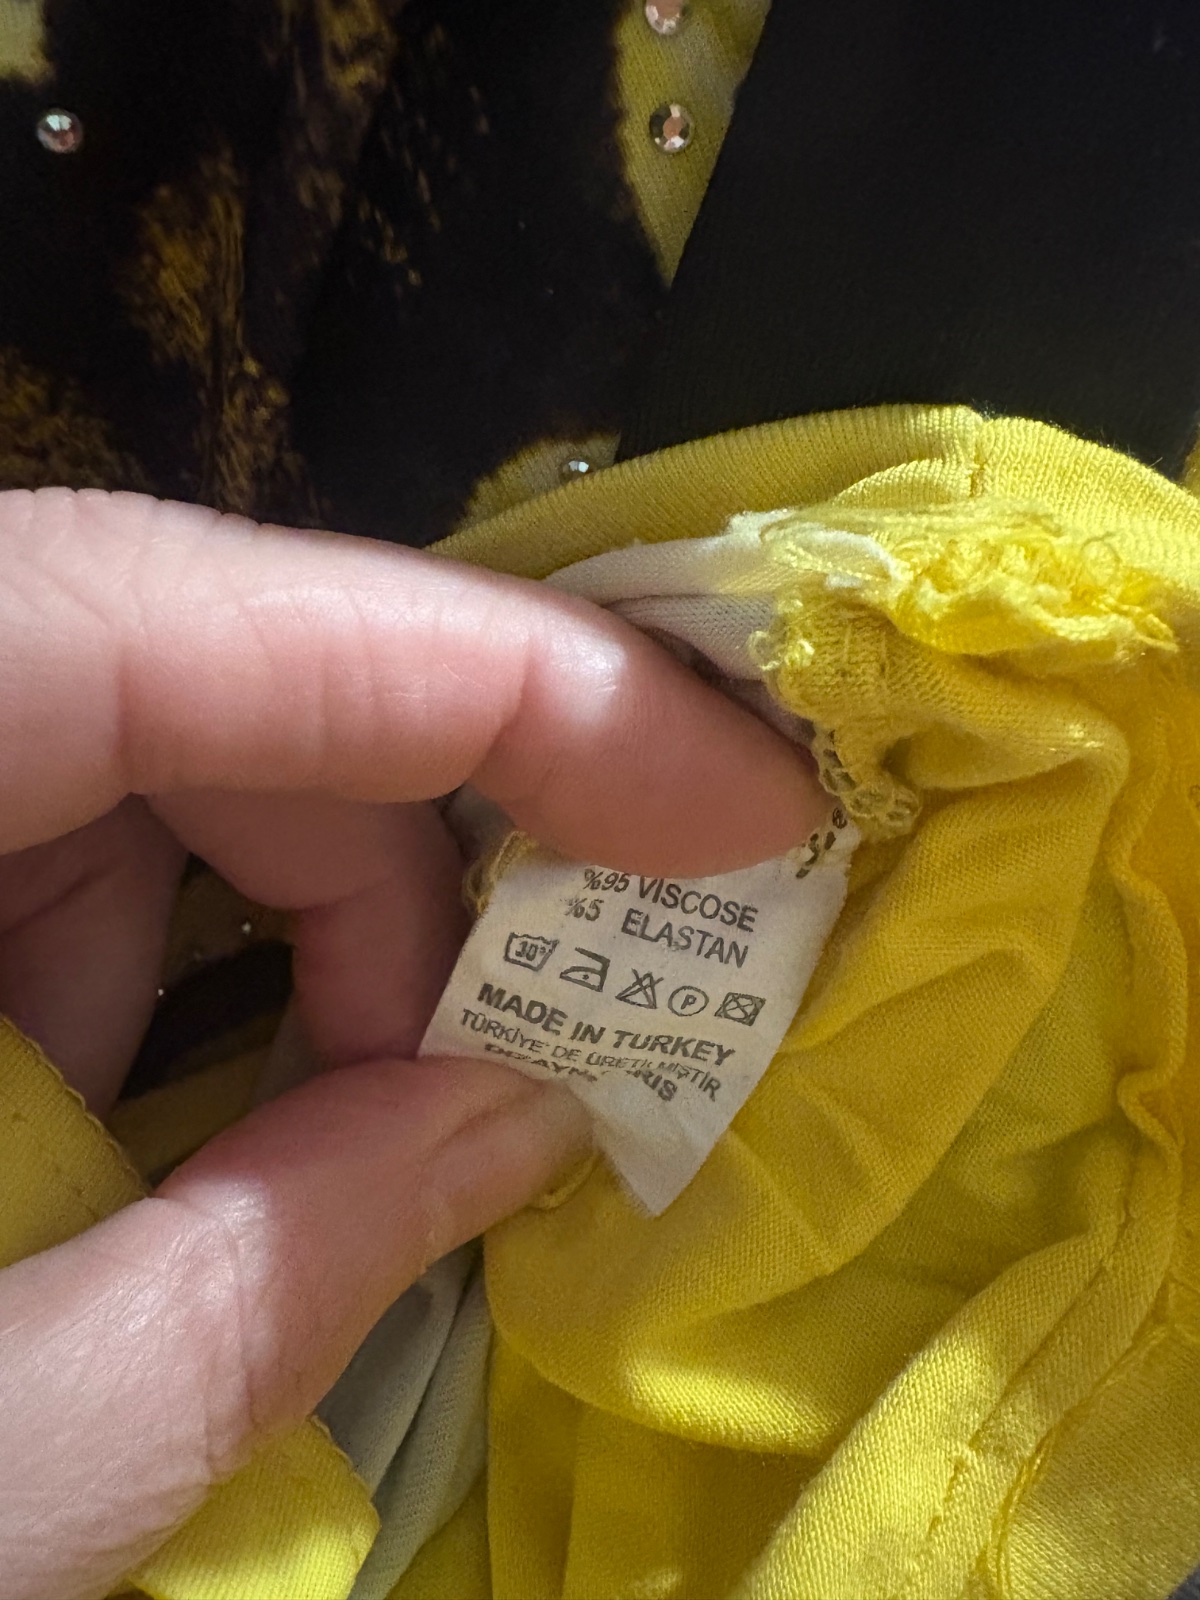 %95 VISCOSE
%5 ELASTAN
30°
P
MADE IN TURKEY
TÜRKİYE' DE ÜRETİLMİŞTİR